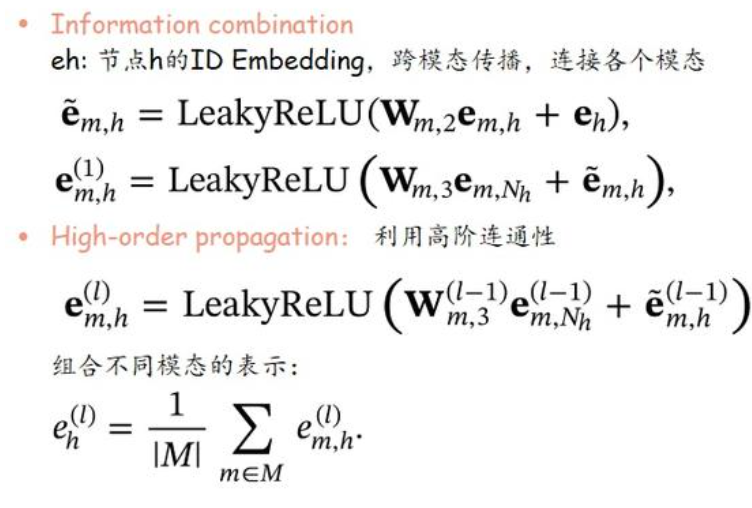 • Information combination
eh: 节点h的ID Embedding，跨模态传播，连接各个模态
$\tilde{\mathbf{e}}_{m,h} = \text{LeakyReLU}(\mathbf{W}_{m,2}\mathbf{e}_{m,h} + \mathbf{e}_h),$
$\mathbf{e}_{m,h}^{(1)} = \text{LeakyReLU}\left(\mathbf{W}_{m,3}\mathbf{e}_{m,N_h} + \tilde{\mathbf{e}}_{m,h}\right),$
• High-order propagation： 利用高阶连通性
$\mathbf{e}_{m,h}^{(l)} = \text{LeakyReLU}\left(\mathbf{W}_{m,3}^{(l-1)}\mathbf{e}_{m,N_h}^{(l-1)} + \tilde{\mathbf{e}}_{m,h}^{(l-1)}\right)$
组合不同模态的表示：
$e_h^{(l)} = \frac{1}{|M|}\sum_{m \in M} e_{m,h}^{(l)}.$